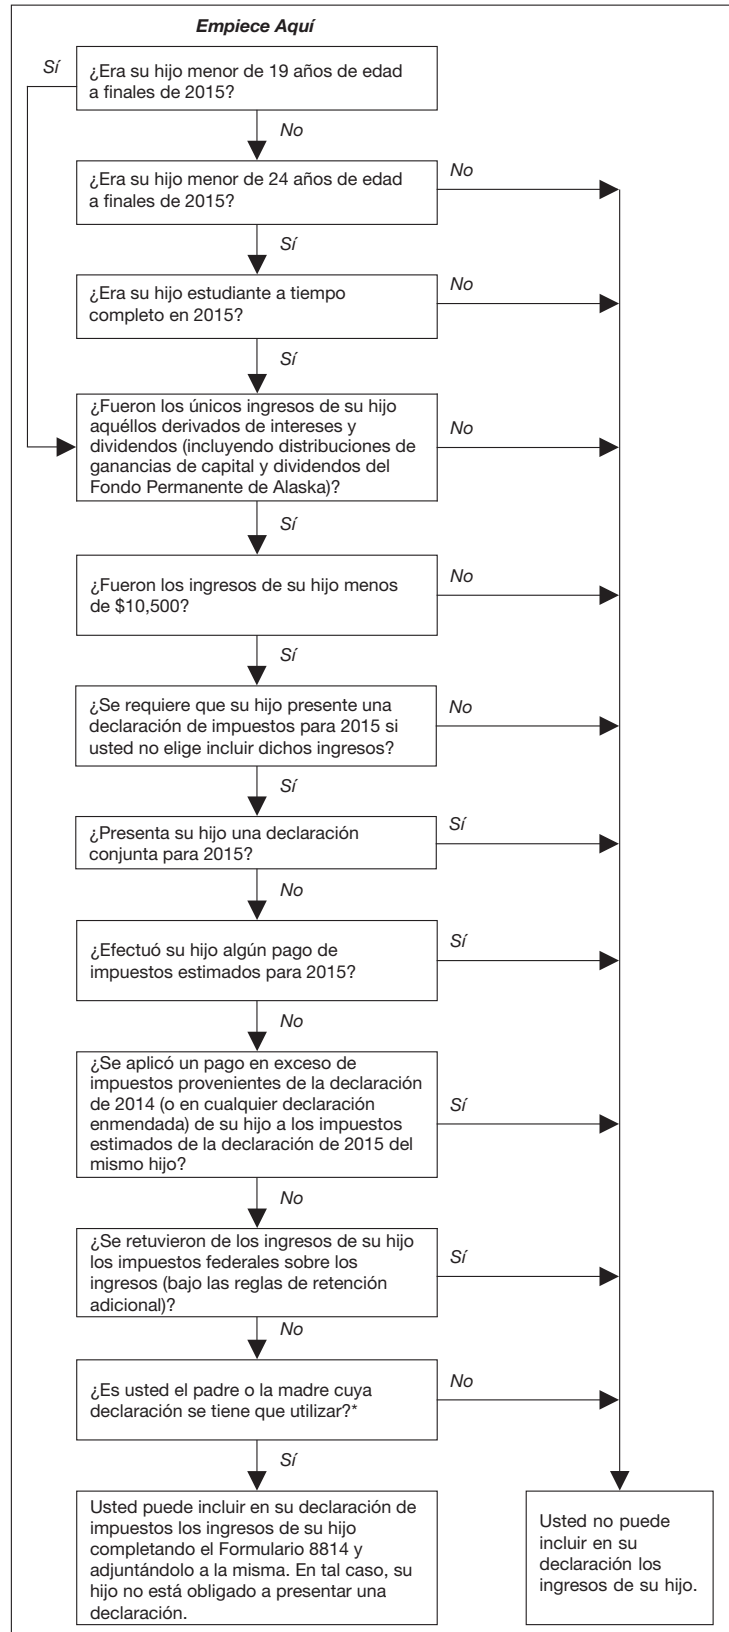 Empiece Aquí
Sí
¿Era su hijo menor de 19 años de edad
a finales de 2015?
No
¿Era su hijo menor de 24 años de edad
a finales de 2015?
No
Sí
¿Era su hijo estudiante a tiempo
completo en 2015?
No
Sí
¿Fueron los únicos ingresos de su hijo
aquéllos derivados de intereses y
dividendos (incluyendo distribuciones de
ganancias de capital y dividendos del
Fondo Permanente de Alaska)?
No
Sí
¿Fueron los ingresos de su hijo menos
de $10,500?
No
Sí
¿Se requiere que su hijo presente una
declaración de impuestos para 2015 si
usted no elige incluir dichos ingresos?
No
Sí
¿Presenta su hijo una declaración
conjunta para 2015?
Sí
No
¿Efectuó su hijo algún pago de
impuestos estimados para 2015?
Sí
No
¿Se aplicó un pago en exceso de
impuestos provenientes de la declaración
de 2014 (o en cualquier declaración
enmendada) de su hijo a los impuestos
estimados de la declaración de 2015 del
mismo hijo?
Sí
No
¿Se retuvieron de los ingresos de su hijo
los impuestos federales sobre los
ingresos (bajo las reglas de retención
adicional)?
Sí
No
¿Es usted el padre o la madre cuya
declaración se tiene que utilizar?*
No
Sí
Usted puede incluir en su declaración de
impuestos los ingresos de su hijo
completando el Formulario 8814 y
adjuntándolo a la misma. En tal caso, su
hijo no está obligado a presentar una
declaración.
Usted no puede
incluir en su
declaración los
ingresos de su hijo.